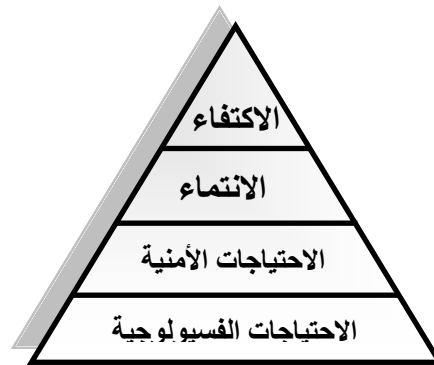 الاكتفاء
الانتماء
الاحتياجات الأمنية
الاحتياجات الفسيولوجية